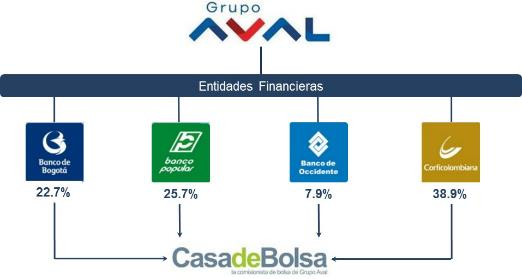 Grupo
AVAL
Entidades Financieras
Banco de
Bogotá
banco
popular
Banco de
Occidente
Corficolombiana
22.7%
25.7%
7.9%
38.9%
CasadeBolsa
la comisionista de bolsa de Grupo Aval